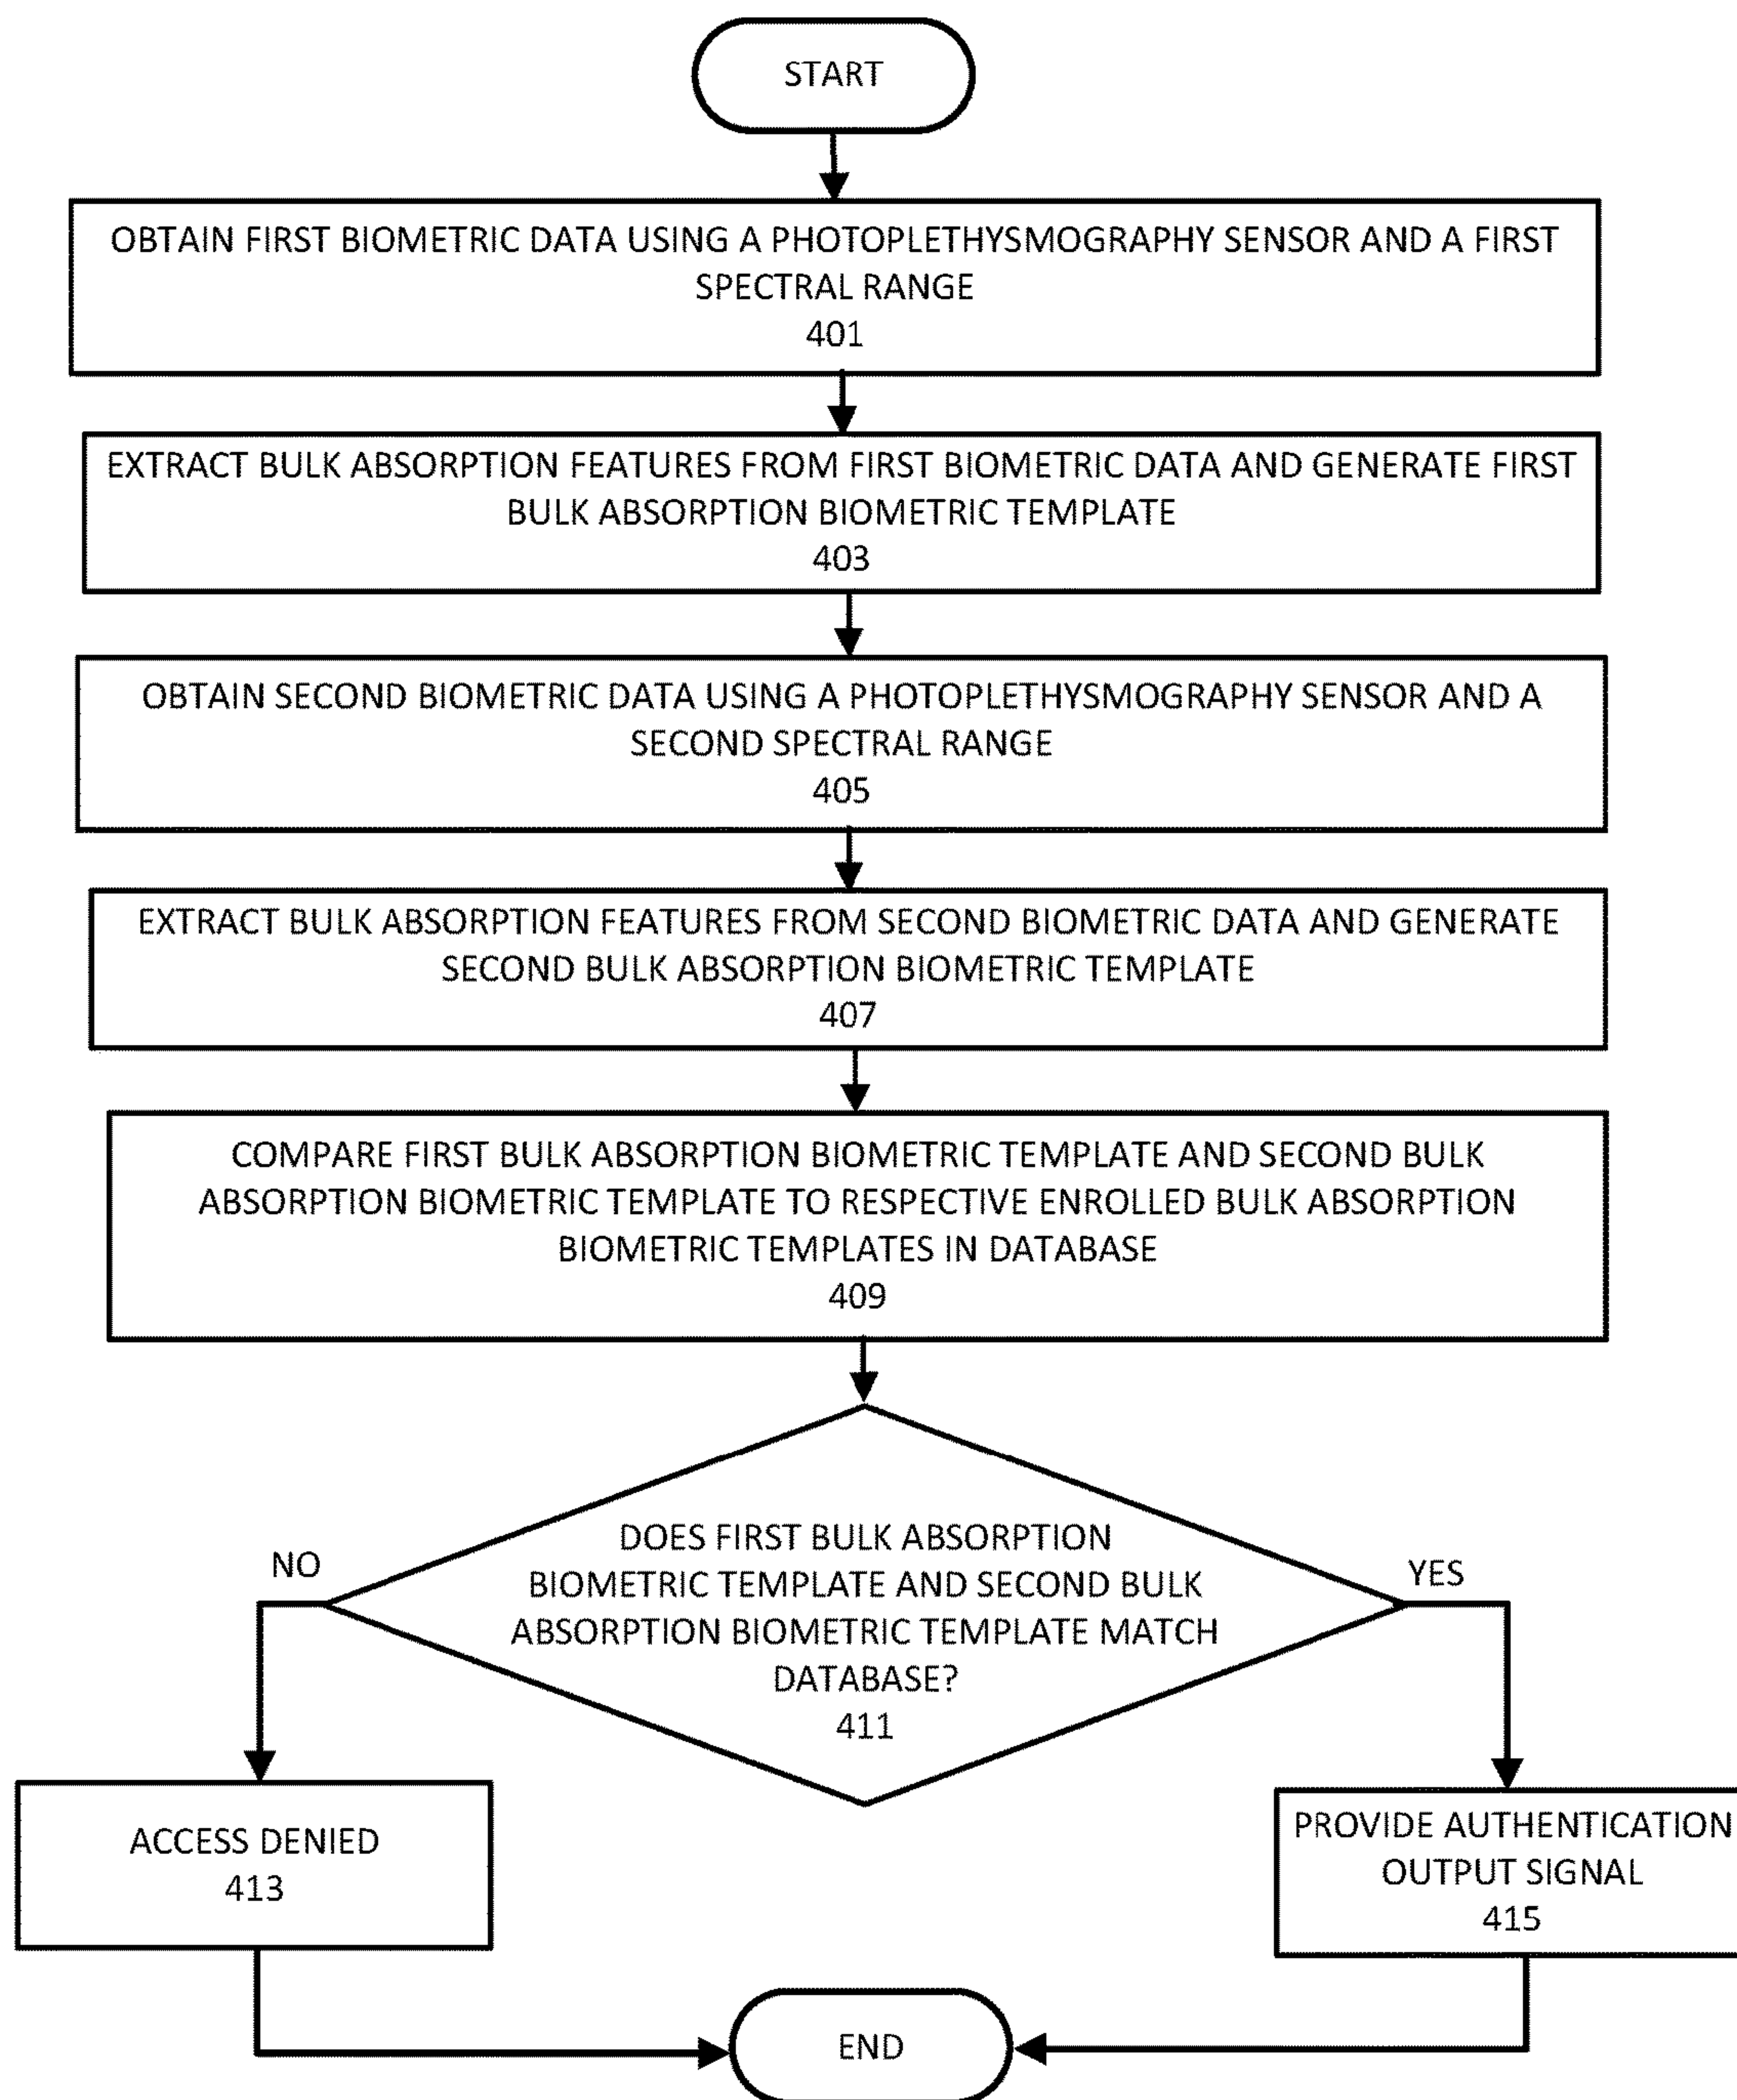 START
OBTAIN FIRST BIOMETRIC DATA USING A PHOTOPLETHYSMOGRAPHY SENSOR AND A FIRST
SPECTRAL RANGE
401
EXTRACT BULK ABSORPTION FEATURES FROM FIRST BIOMETRIC DATA AND GENERATE FIRST
BULK ABSORPTION BIOMETRIC TEMPLATE
403
OBTAIN SECOND BIOMETRIC DATA USING A PHOTOPLETHYSMOGRAPHY SENSOR AND A
SECOND SPECTRAL RANGE
405
EXTRACT BULK ABSORPTION FEATURES FROM SECOND BIOMETRIC DATA AND GENERATE
SECOND BULK ABSORPTION BIOMETRIC TEMPLATE
407
COMPARE FIRST BULK ABSORPTION BIOMETRIC TEMPLATE AND SECOND BULK
ABSORPTION BIOMETRIC TEMPLATE TO RESPECTIVE ENROLLED BULK ABSORPTION
BIOMETRIC TEMPLATES IN DATABASE
409
DOES FIRST BULK ABSORPTION
BIOMETRIC TEMPLATE AND SECOND BULK
ABSORPTION BIOMETRIC TEMPLATE MATCH
DATABASE?
411
NO
YES
ACCESS DENIED
413
PROVIDE AUTHENTICATION
OUTPUT SIGNAL
415
END